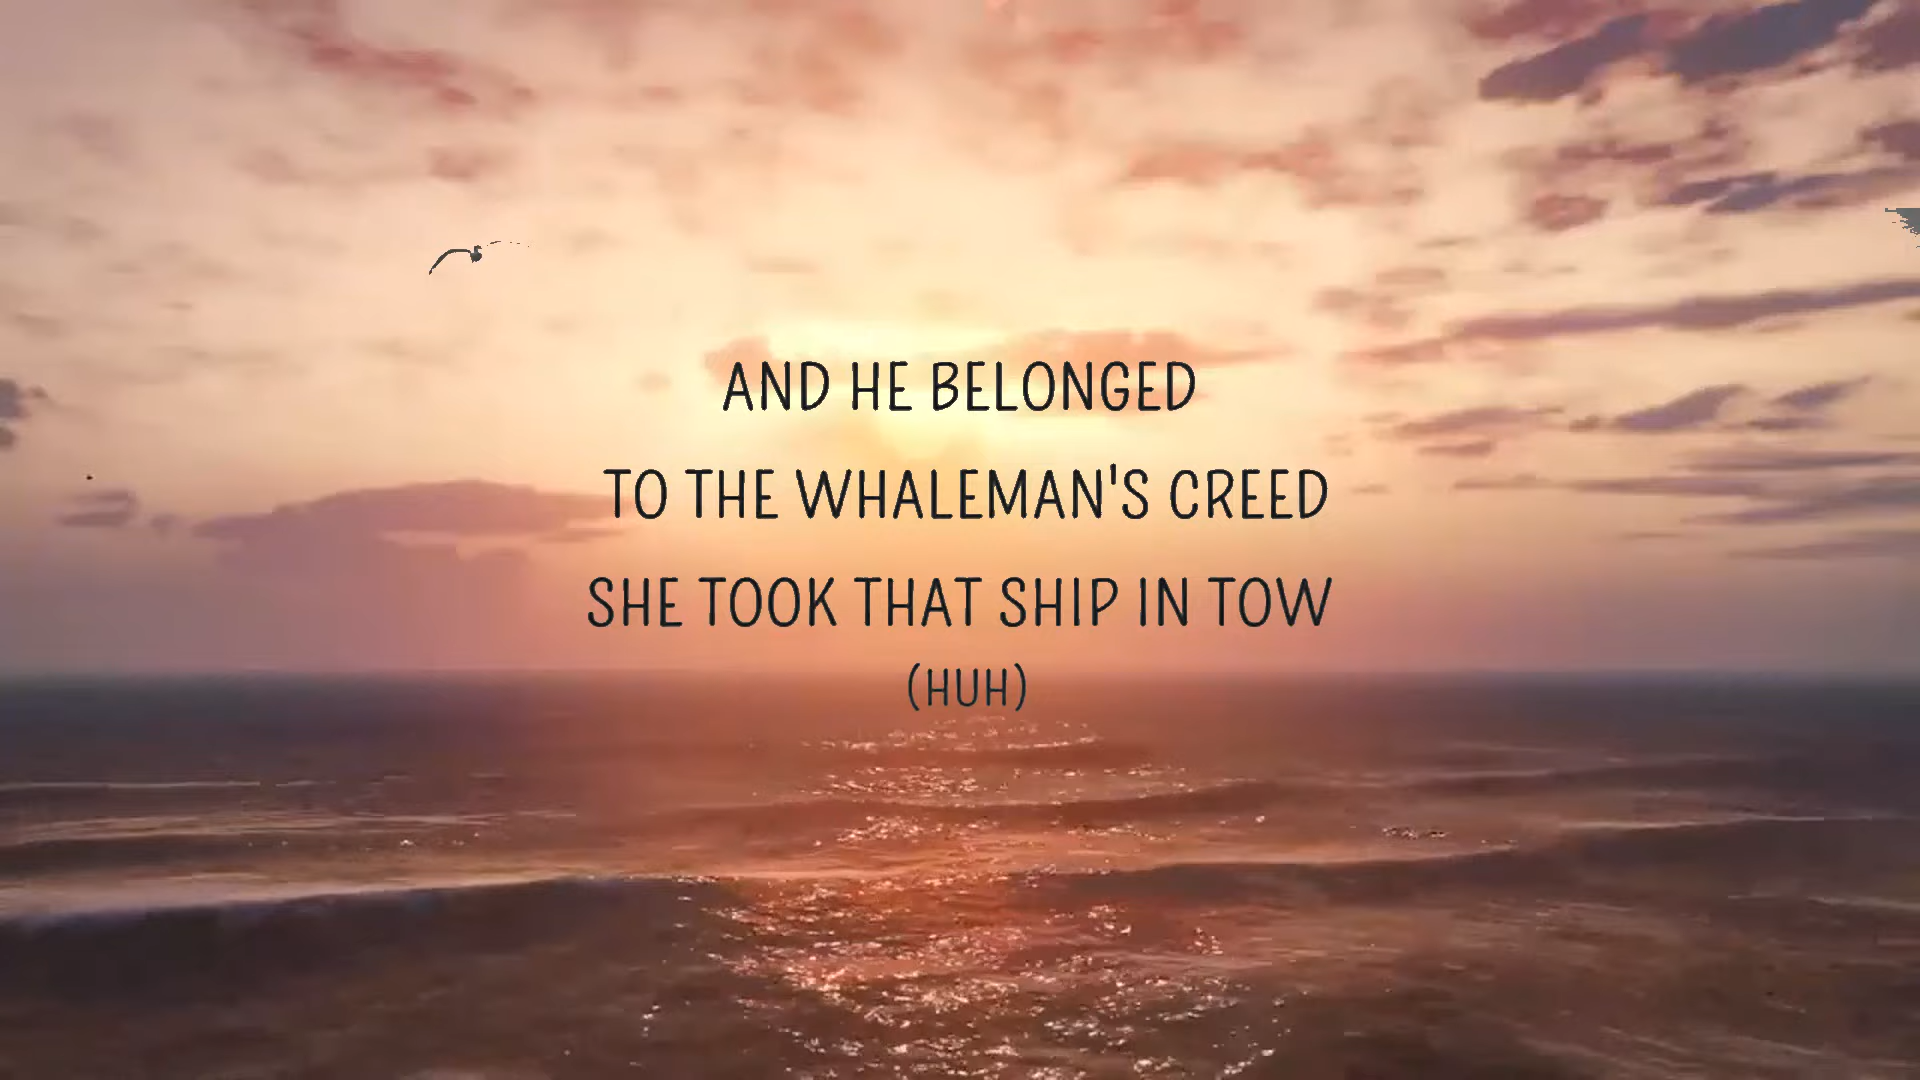 AND HE BELONGED
TO THE WHALEMAN'S CREED
SHE TOOK THAT SHIP IN TOW
(HUH)